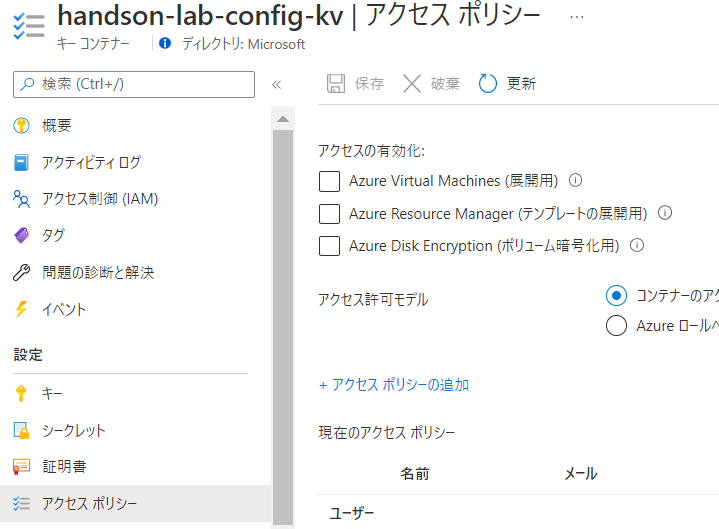 handson-lab-config-kv | アクセス ポリシー ...
キー コンテナー ディレクトリ: Microsoft
検索 (Ctrl+/)
保存 破棄 更新
概要
アクティビティ ログ
アクセス制御 (IAM)
タグ
問題の診断と解決
イベント
設定
キー
シークレット
証明書
アクセス ポリシー
アクセスの有効化:
Azure Virtual Machines (展開用)
Azure Resource Manager (テンプレートの展開用)
Azure Disk Encryption (ボリューム暗号化用)
アクセス許可モデル
コンテナーのアク
Azure ロールベ
+ アクセス ポリシーの追加
現在のアクセス ポリシー
名前 メール
ユーザー